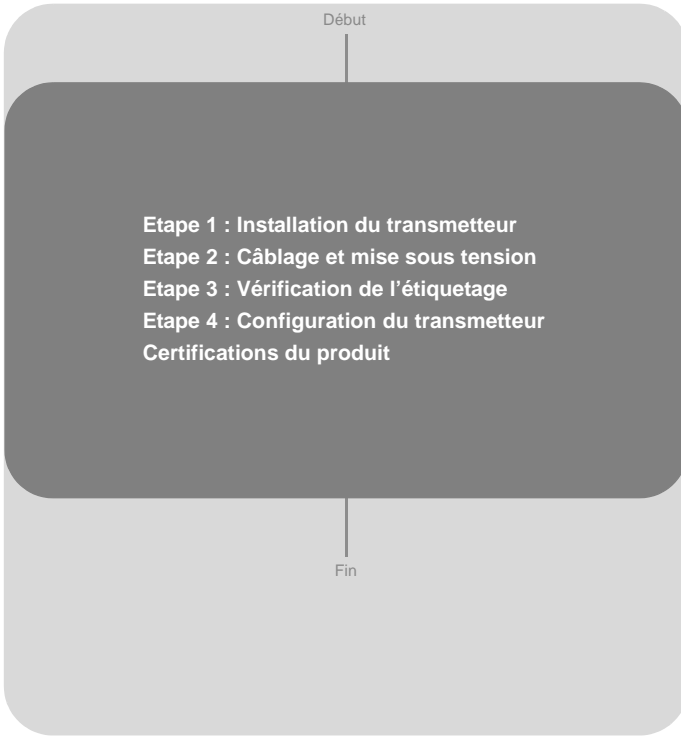 Début
Etape 1 : Installation du transmetteur
Etape 2 : Câblage et mise sous tension
Etape 3 : Vérification de l’étiquetage
Etape 4 : Configuration du transmetteur
Certifications du produit
Fin